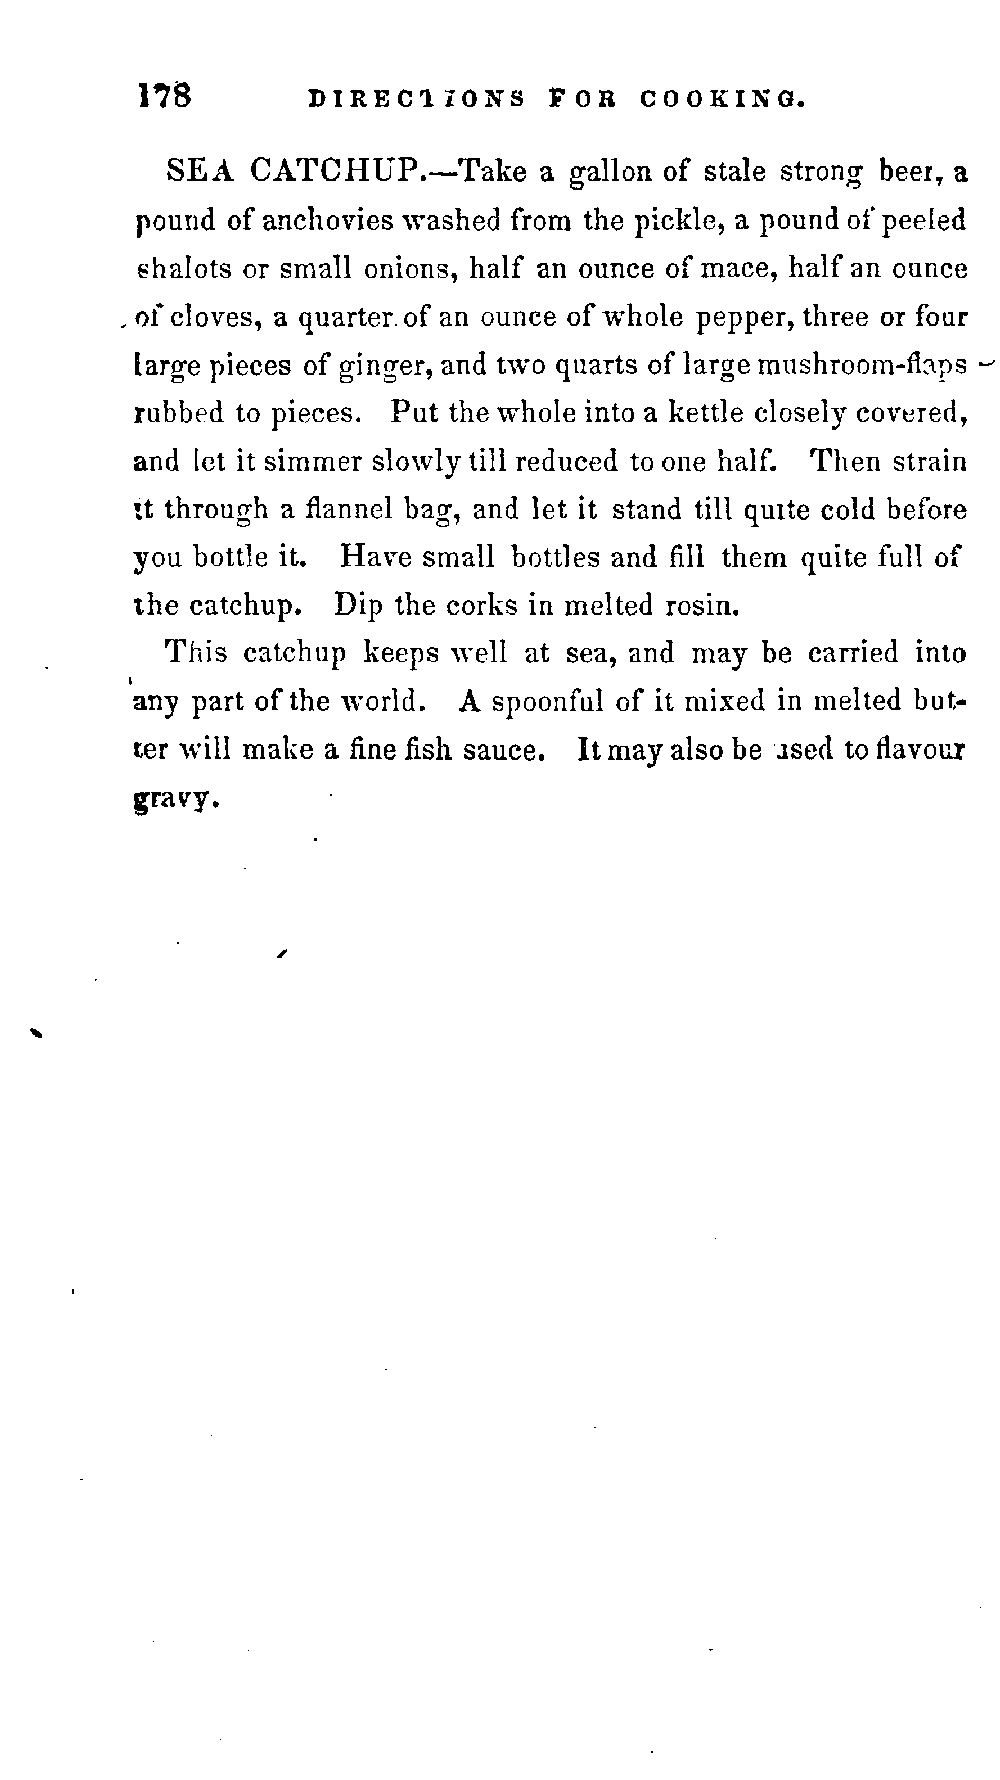 178 DIRECTIONS FOR COOKING.
SEA CATCHUP.—Take a gallon of stale strong beer, a
pound of anchovies washed from the pickle, a pound of peeled
shalots or small onions, half an ounce of mace, half an ounce
of cloves, a quarter of an ounce of whole pepper, three or four
large pieces of ginger, and two quarts of large mushroom-flaps
rubbed to pieces. Put the whole into a kettle closely covered,
and let it simmer slowly till reduced to one half. Then strain
it through a flannel bag, and let it stand till quite cold before
you bottle it. Have small bottles and fill them quite full of
the catchup. Dip the corks in melted rosin.
This catchup keeps well at sea, and may be carried into
any part of the world. A spoonful of it mixed in melted but-
ter will make a fine fish sauce. It may also be used to flavour
gravy.